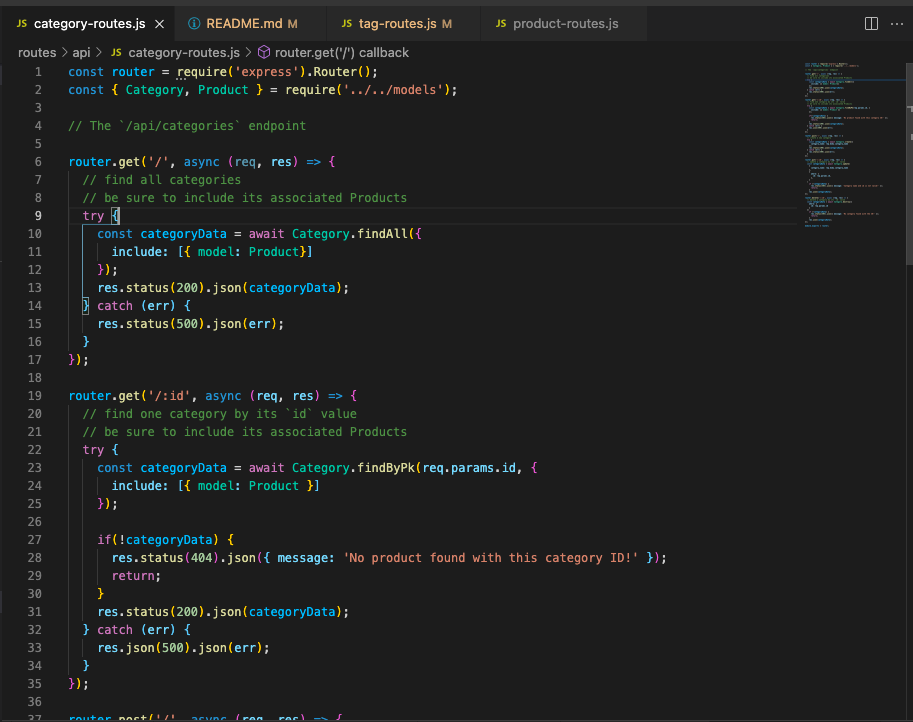 JS category-routes.js × README.md M JS tag-routes.js M JS product-routes.js
routes > api > JS category-routes.js > router.get('/') callback
1 const router = require('express').Router();
2 const { Category, Product } = require('../../models');
3
4 // The `/api/categories` endpoint
5
6 router.get('/', async (req, res) => {
7   // find all categories
8   // be sure to include its associated Products
9   try {
10     const categoryData = await Category.findAll({
11       include: [{ model: Product}]
12     });
13     res.status(200).json(categoryData);
14   } catch (err) {
15     res.status(500).json(err);
16   }
17 });
18
19 router.get('/:id', async (req, res) => {
20   // find one category by its `id` value
21   // be sure to include its associated Products
22   try {
23     const categoryData = await Category.findByPk(req.params.id, {
24       include: [{ model: Product }]
25     });
26
27     if(!categoryData) {
28       res.status(404).json({ message: 'No product found with this category ID!' });
29       return;
30     }
31     res.status(200).json(categoryData);
32   } catch (err) {
33     res.json(500).json(err);
34   }
35 });
36
37 router.post('/', async (req, res) => {